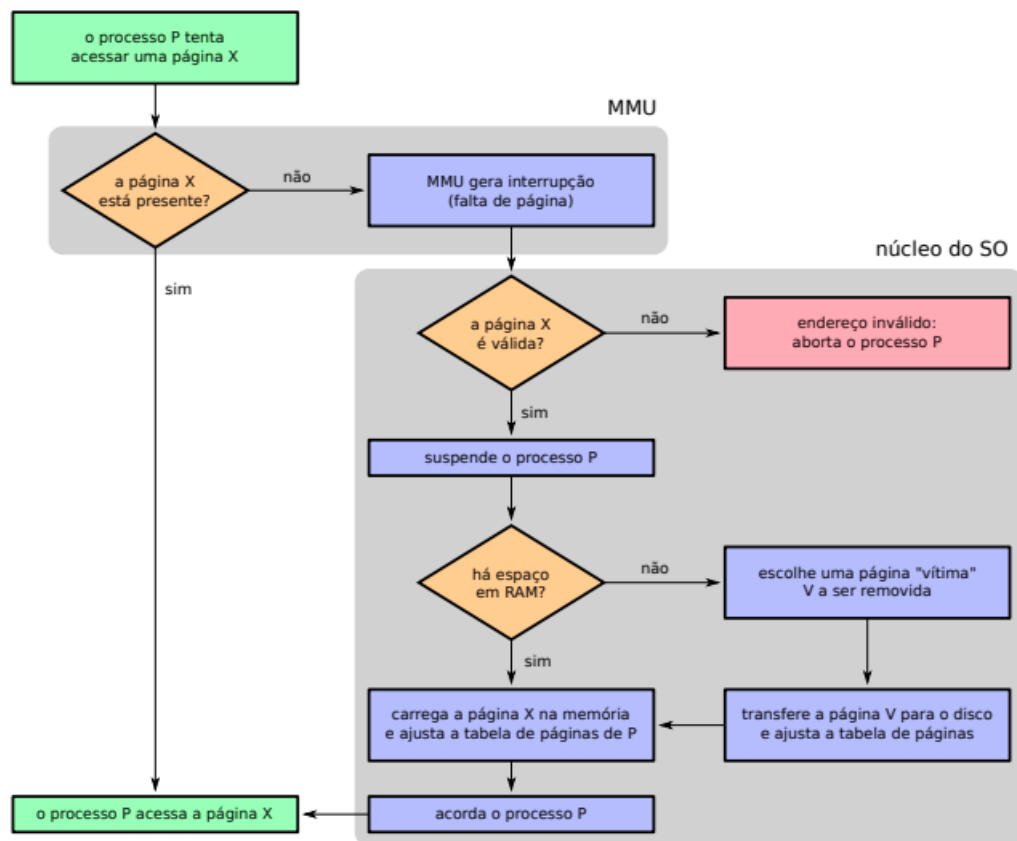 o processo P tenta
acessar uma página X
MMU
a página X
está presente?
não
MMU gera interrupção
(falta de página)
sim
núcleo do SO
a página X
é válida?
não
endereço inválido:
aborta o processo P
sim
suspende o processo P
há espaço
em RAM?
não
escolhe uma página "vítima"
V a ser removida
sim
carrega a página X na memória
e ajusta a tabela de páginas de P
transfere a página V para o disco
e ajusta a tabela de páginas
o processo P acessa a página X
acorda o processo P